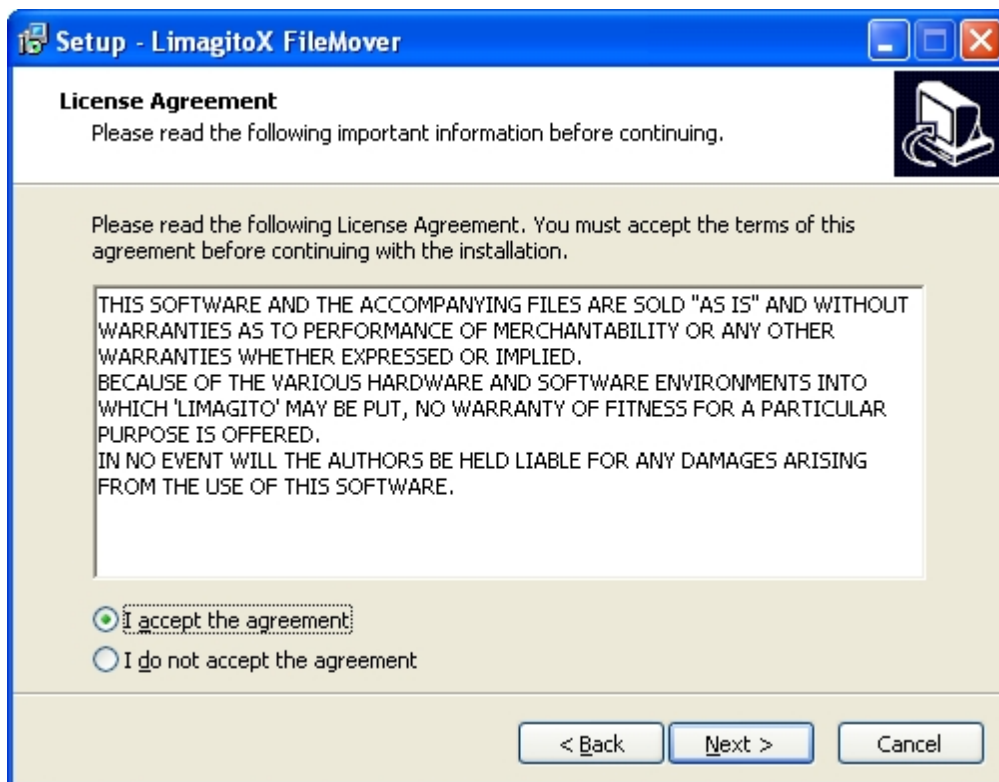 Setup - LimagitoX FileMover
License Agreement
Please read the following important information before continuing.
Please read the following License Agreement. You must accept the terms of this
agreement before continuing with the installation.
THIS SOFTWARE AND THE ACCOMPANYING FILES ARE SOLD "AS IS" AND WITHOUT
WARRANTIES AS TO PERFORMANCE OF MERCHANTABILITY OR ANY OTHER
WARRANTIES WHETHER EXPRESSED OR IMPLIED.
BECAUSE OF THE VARIOUS HARDWARE AND SOFTWARE ENVIRONMENTS INTO
WHICH 'LIMAGITO' MAY BE PUT, NO WARRANTY OF FITNESS FOR A PARTICULAR
PURPOSE IS OFFERED.
IN NO EVENT WILL THE AUTHORS BE HELD LIABLE FOR ANY DAMAGES ARISING
FROM THE USE OF THIS SOFTWARE.
I accept the agreement
I do not accept the agreement
< Back Next > Cancel